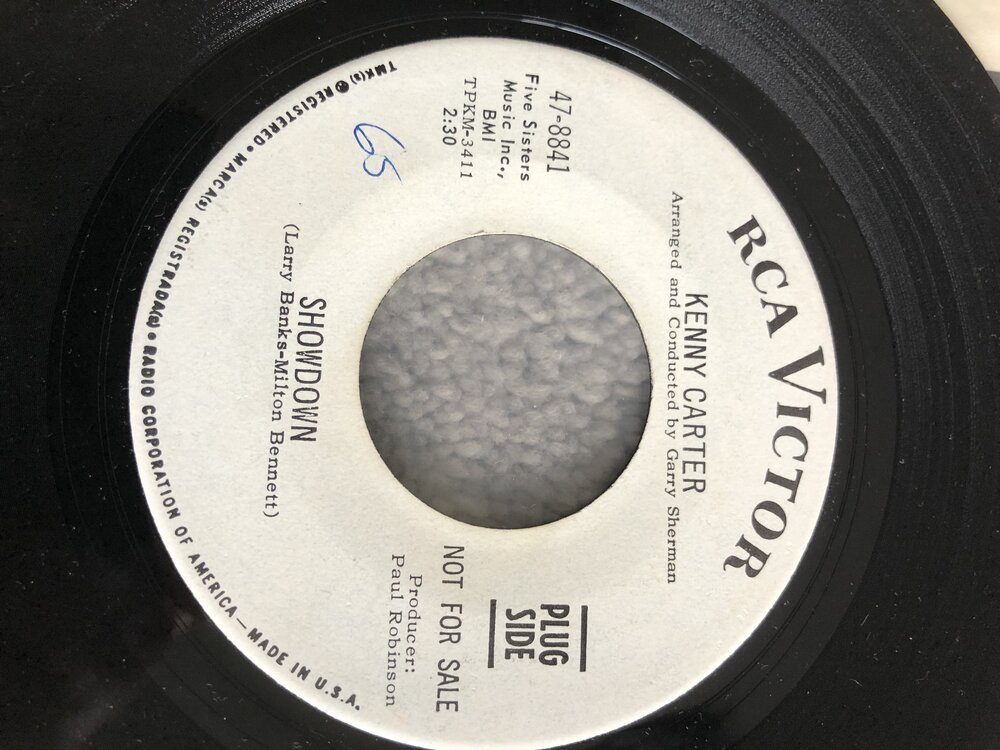 RCA VICTOR
KENNY CARTER
Arranged and Conducted by Garry Sherman
47-8841
Five Sisters
Music Inc.,
BMI
TPKM-3411
2:30
65
PLUG
SIDE
NOT FOR SALE
Producer:
Paul Robinson
SHOWDOWN
(Larry Banks-Milton Bennett)
TMK(s) ® REGISTERED • MARCA(s) REGISTRADA(s) • RADIO CORPORATION OF AMERICA — MADE IN U.S.A.